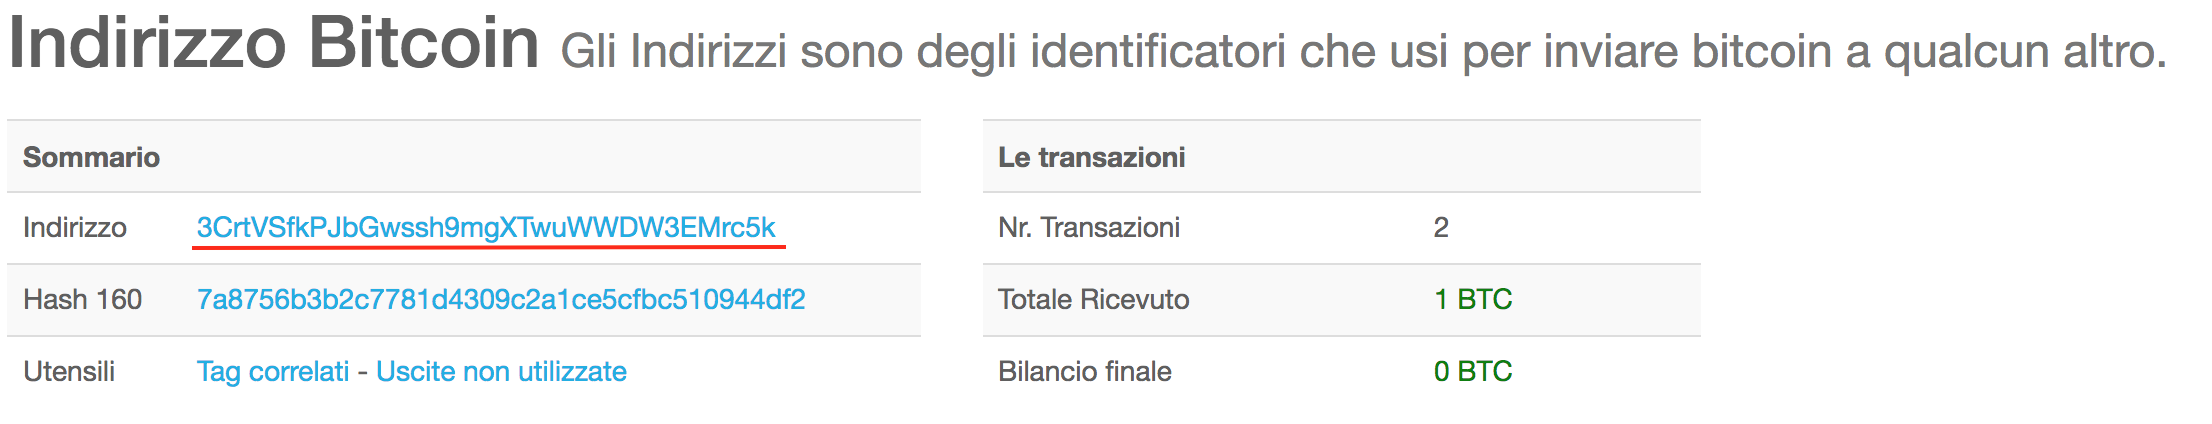 Indirizzo Bitcoin Gli Indirizzi sono degli identificatori che usi per inviare bitcoin a qualcun altro.
Sommario
Indirizzo 3CrtVSfkPJbGwssh9mgXTwuWWDW3EMrc5k
Hash 160 7a8756b3b2c7781d4309c2a1ce5cfbc510944df2
Utensili Tag correlati - Uscite non utilizzate
Le transazioni
Nr. Transazioni 2
Totale Ricevuto 1 BTC
Bilancio finale 0 BTC